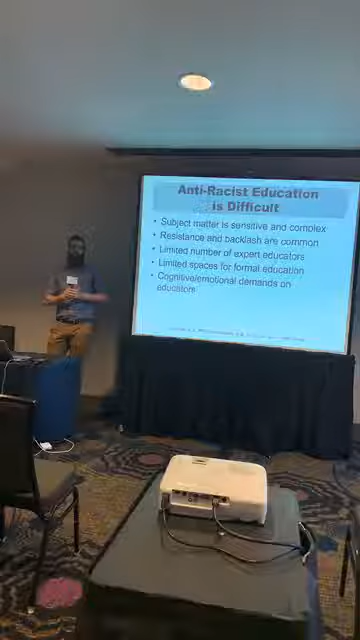 Anti-Racist Education
is Difficult
• Subject matter is sensitive and complex
• Resistance and backlash are common
• Limited number of expert educators
• Limited spaces for formal education
• Cognitive/emotional demands on
educators